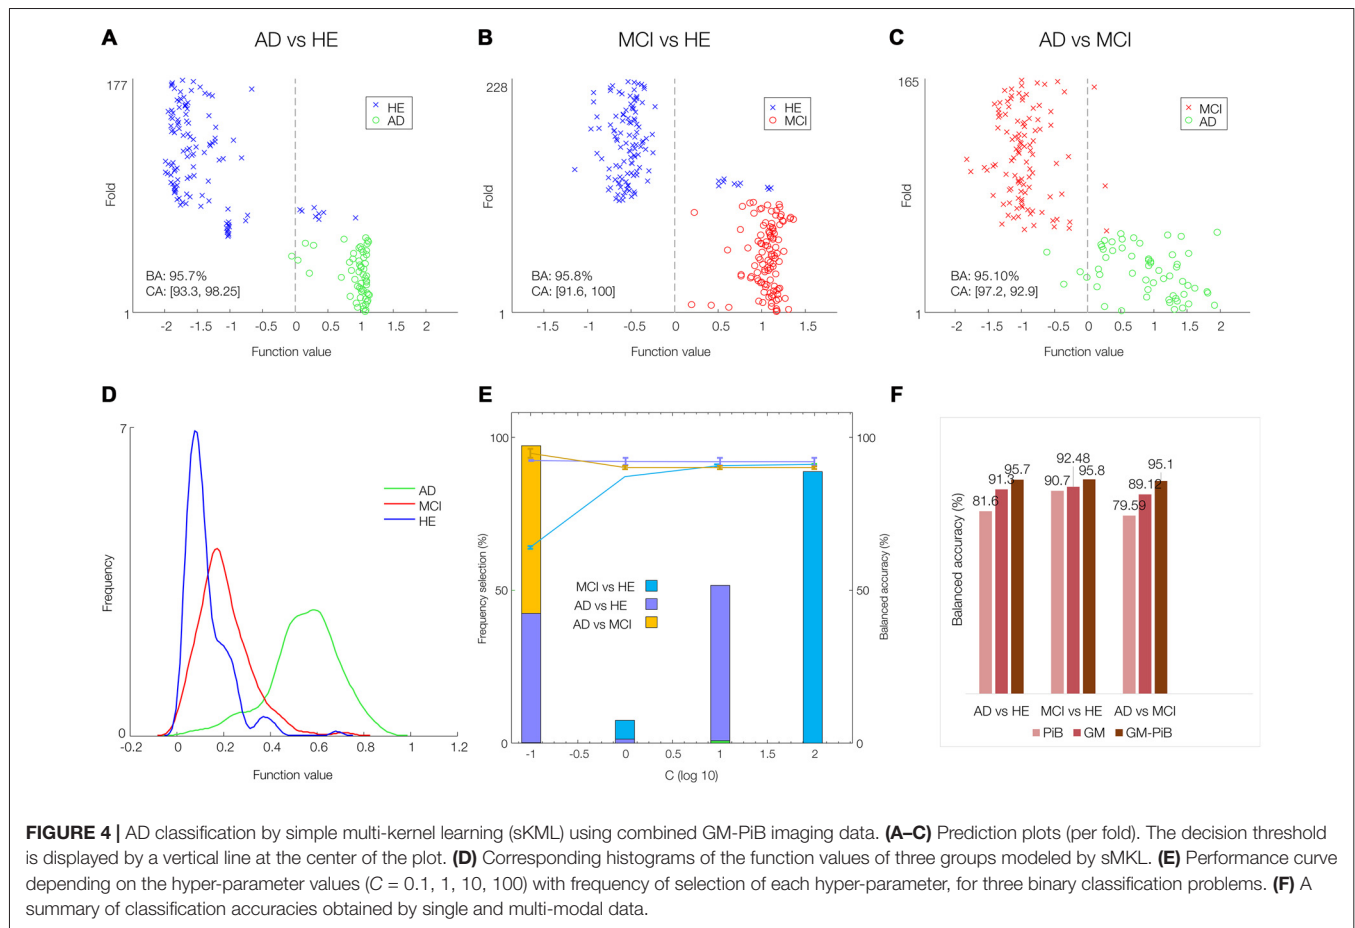 A AD vs HE
177
HE
AD
Fold
BA: 95.7%
CA: [93.3, 98.25]
1
-2 -1.5 -1 -0.5 0 0.5 1 1.5 2
Function value
B MCI vs HE
228
HE
MCI
Fold
BA: 95.8%
CA: [91.6, 100]
1
-1.5 -1 -0.5 0 0.5 1 1.5
Function value
C AD vs MCI
165
MCI
AD
Fold
BA: 95.10%
CA: [97.2, 92.9]
1
-2 -1.5 -1 -0.5 0 0.5 1 1.5 2
Function value
D
7
AD
MCI
HE
Frequency
0
-0.2 0 0.2 0.4 0.6 0.8 1 1.2
Function value
E
100 100
Frequency selection (%)
Balanced accuracy (%)
MCI vs HE
AD vs HE
AD vs MCI
50 50
0 0
-1 -0.5 0 0.5 1 1.5 2
C (log 10)
F
Balanced accuracy (%)
81.6 91.3 95.7 90.7 92.48 95.8 79.59 89.12 95.1
AD vs HE MCI vs HE AD vs MCI
PiB GM GM-PiB
FIGURE 4 | AD classification by simple multi-kernel learning (sKML) using combined GM-PiB imaging data. (A–C) Prediction plots (per fold). The decision threshold
is displayed by a vertical line at the center of the plot. (D) Corresponding histograms of the function values of three groups modeled by sMKL. (E) Performance curve
depending on the hyper-parameter values (C = 0.1, 1, 10, 100) with frequency of selection of each hyper-parameter, for three binary classification problems. (F) A
summary of classification accuracies obtained by single and multi-modal data.